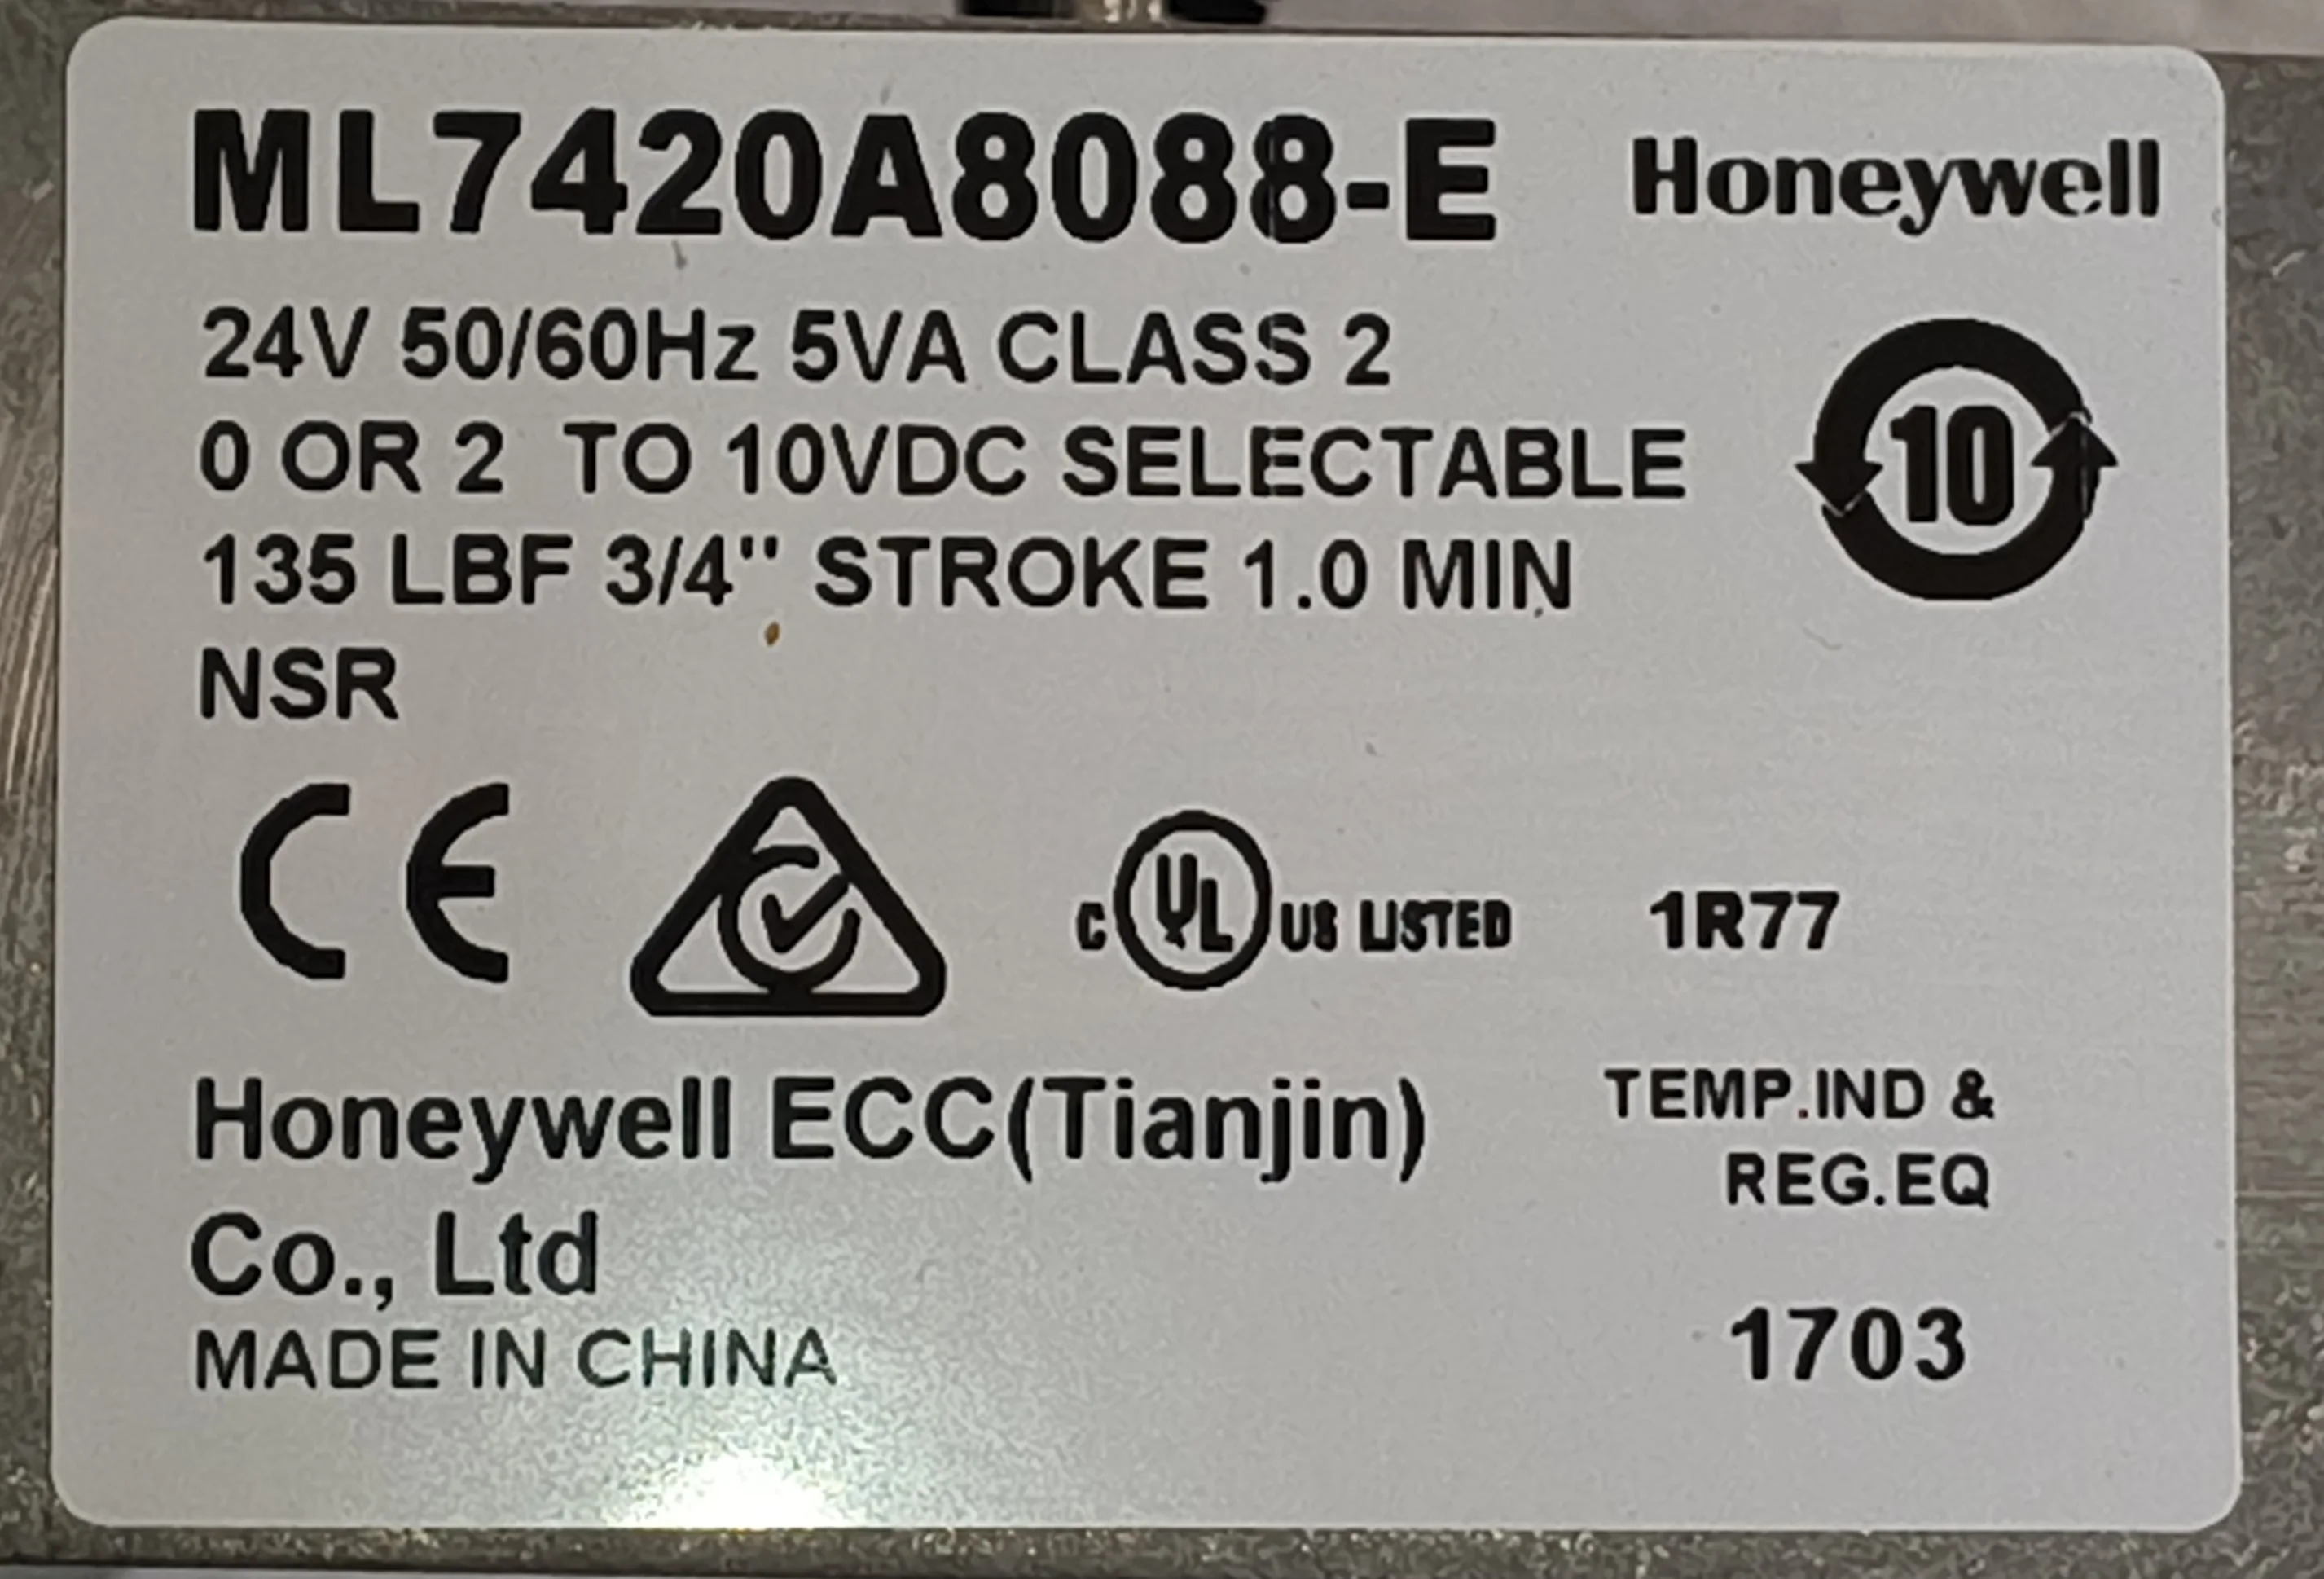 ML7420A8088-E Honeywell
24V 50/60Hz 5VA CLASS 2
0 OR 2 TO 10VDC SELECTABLE
10
135 LBF 3/4" STROKE 1.0 MIN
NSR
CE
C UL US LISTED 1R77
Honeywell ECC(Tianjin)
Co., Ltd
MADE IN CHINA
TEMP.IND &
REG.EQ
1703